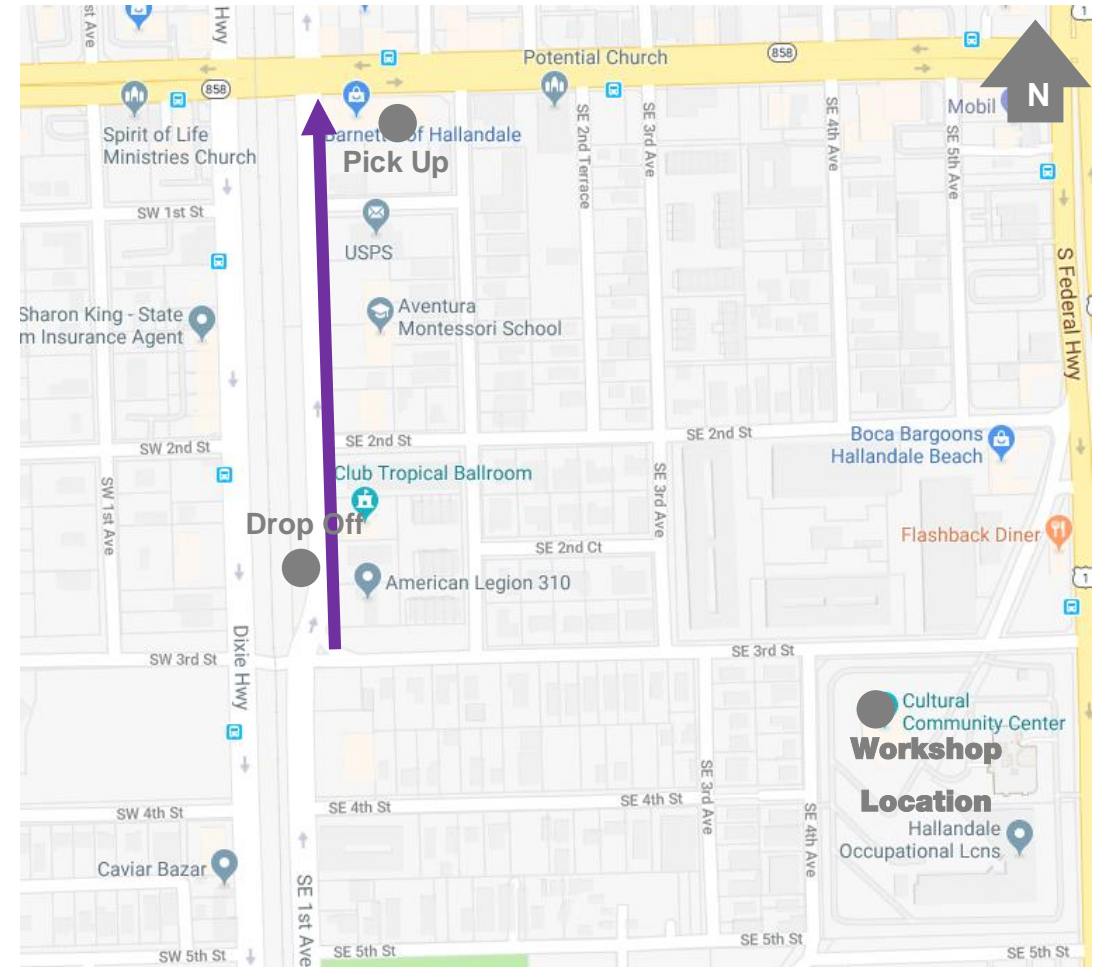 st Ave
Hwy
1
858
Potential Church
858
N
Mobil
Spirit of Life
Ministries Church
Barnett of Hallandale
Pick Up
SE 2nd Terrace
SE 3rd Ave
SE 4th Ave
SE 5th Ave
SW 1st St
USPS
S Federal Hwy
Sharon King - State
m Insurance Agent
Aventura
Montessori School
SW 2nd St
SE 2nd St
SE 2nd St
Boca Bargoons
Hallandale Beach
Club Tropical Ballroom
SW 1st Ave
SE 3rd Ave
Drop Off
SE 2nd Ct
Flashback Diner
American Legion 310
1
Dixie Hwy
SW 3rd St
SE 3rd St
Cultural
Community Center
Workshop
Location
SE 3rd Ave
SW 4th St
SE 4th St
SE 4th St
SE 4th Ave
Hallandale
Occupational Lcns
Caviar Bazar
SE 1st Ave
SW 5th St
SE 5th St
SE 5th St
SE 5th St